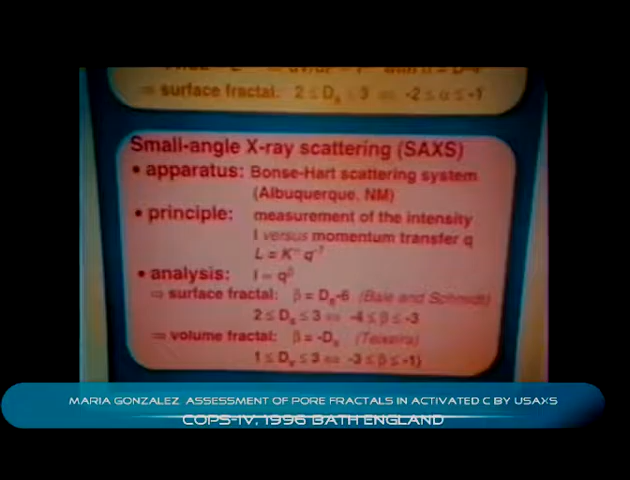 ⇒ surface fractal: 2 ≤ Ds ≤ 3 ⇔ -2 ≤ α ≤ -1
Small-angle X-ray scattering (SAXS)
• apparatus: Bonse-Hart scattering system
(Albuquerque, NM)
• principle: measurement of the intensity
I versus momentum transfer q
• analysis: I ∝ qβ
⇒ surface fractal: β = Ds-6 (Bale and Schmidt)
2 ≤ Ds ≤ 3 ⇔ -4 ≤ β ≤ -3
⇒ volume fractal: β = -Dv (Teixeira)
1 ≤ Dv ≤ 3 ⇔ -3 ≤ β ≤ -1)
MARIA GONZALEZ ASSESSMENT OF PORE FRACTALS IN ACTIVATED C BY USAXS
COPS-IV, 1996 BATH ENGLAND